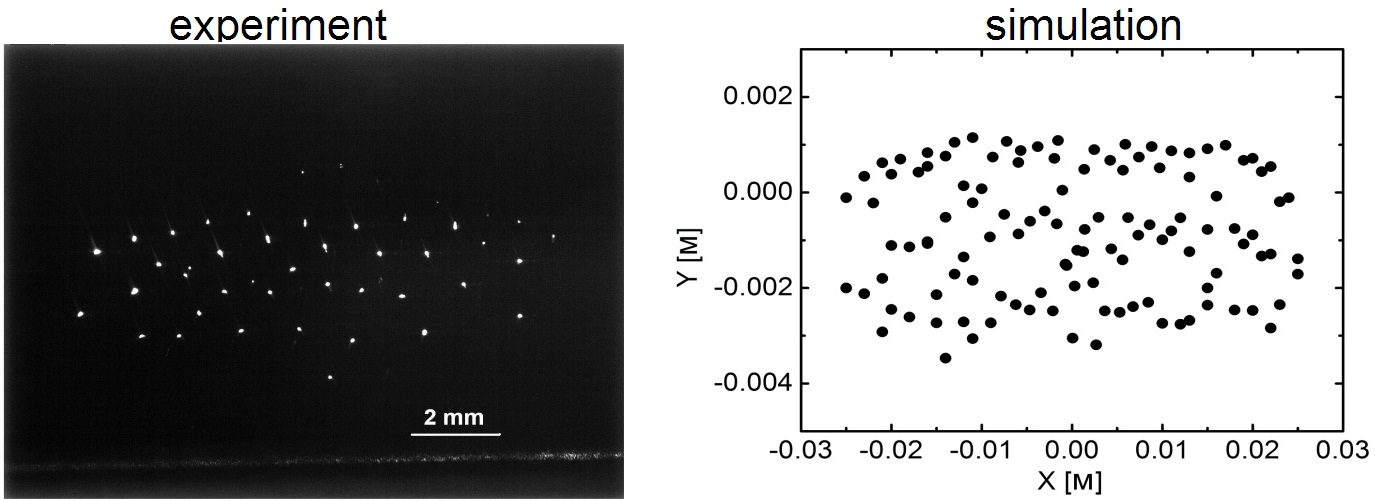 experiment
simulation
2 mm
0.002
0.000
-0.002
-0.004
Y [м]
-0.03 -0.02 -0.01 0.00 0.01 0.02 0.03
X [м]